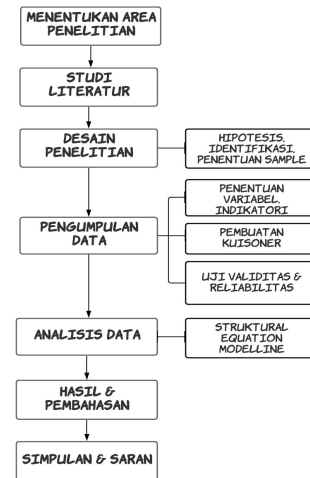 MENENTUKAN AREA
PENELITIAN
STUDI
LITERATUR
DESAIN
PENELITIAN
HIPOTESIS,
IDENTIFIKASI,
PENENTUAN SAMPLE
PENENTUAN
VARIABEL,
INDIKATORI
PENGUMPULAN
DATA
PEMBUATAN
KUISONER
UJI VALIDITAS &
RELIABILITAS
ANALISIS DATA
STRUKTURAL
EQUATION
MODELLINE
HASIL &
PEMBAHASAN
SIMPULAN & SARAN